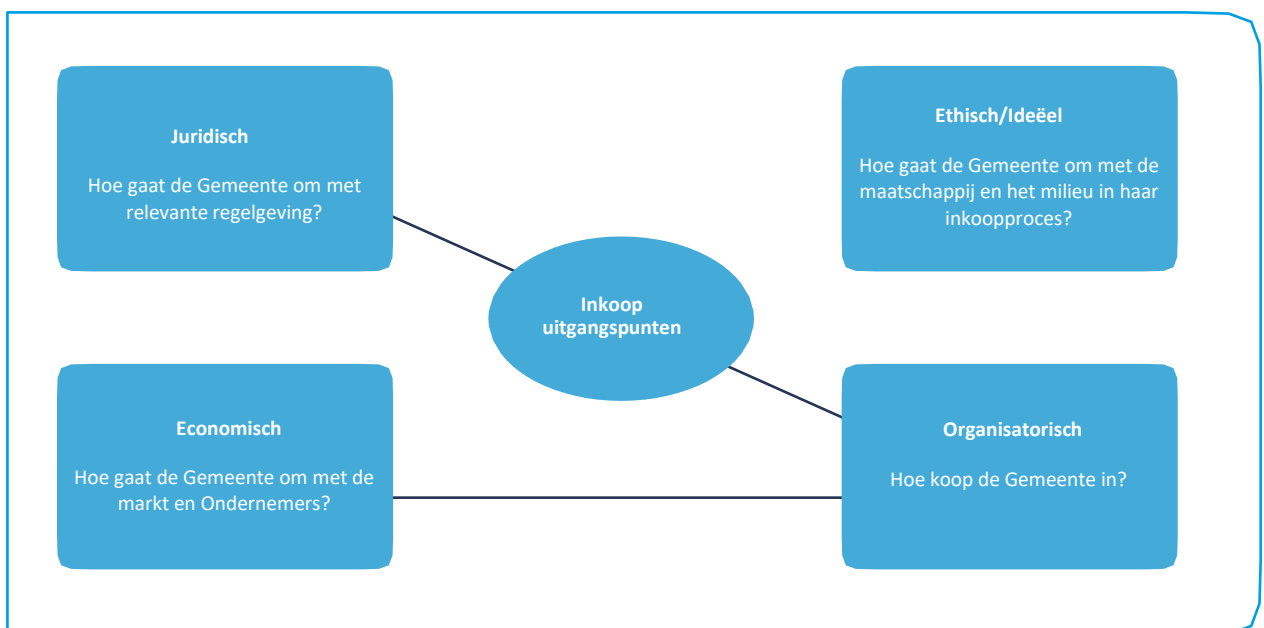 Juridisch
Hoe gaat de Gemeente om met
relevante regelgeving?
Ethisch/Ideëel
Hoe gaat de Gemeente om met de
maatschappij en het milieu in haar
inkoopproces?
Inkoop
uitgangspunten
Economisch
Hoe gaat de Gemeente om met de
markt en Ondernemers?
Organisatorisch
Hoe koop de Gemeente in?